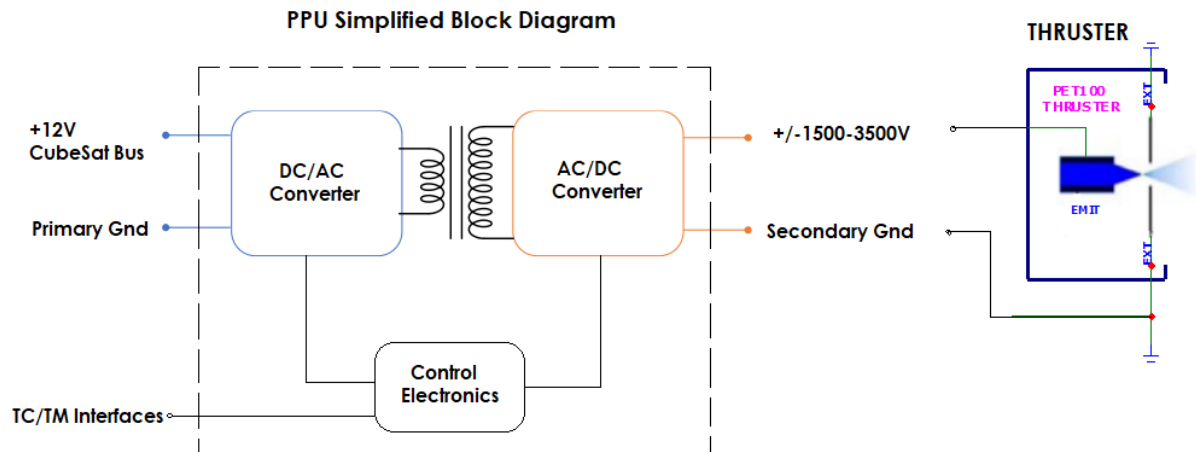 PPU Simplified Block Diagram
THRUSTER
+12V
CubeSat Bus
DC/AC
Converter
AC/DC
Converter
+/-1500-3500V
PET100
THRUSTER
EXT
EMIT
Primary Gnd
Secondary Gnd
EXT
Control
Electronics
TC/TM Interfaces